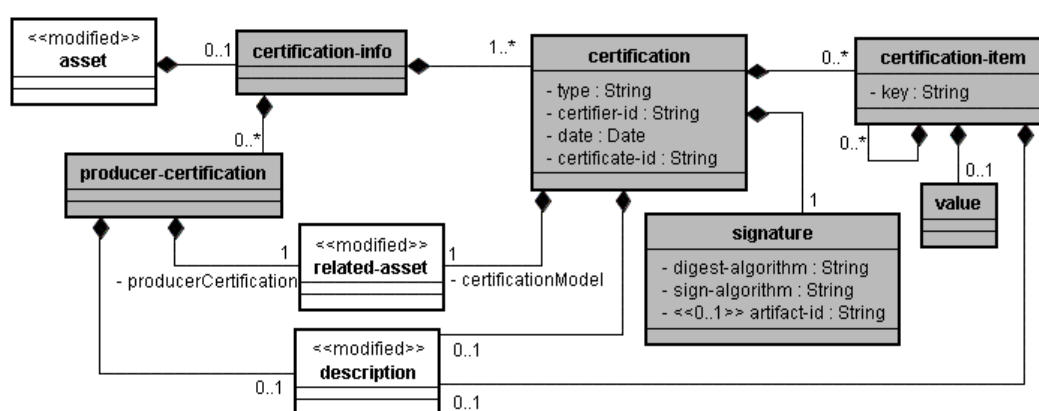 <<modified>>
asset
0..1
certification-info
1..*
certification
- type : String
- certifier-id : String
- date : Date
- certificate-id : String
0..*
certification-item
- key : String
0..*
0..1
value
0..*
producer-certification
1
signature
- digest-algorithm : String
- sign-algorithm : String
- <<0..1>> artifact-id : String
1
- producerCertification
<<modified>>
related-asset
1
- certificationModel
<<modified>>
description
0..1
0..1
0..1